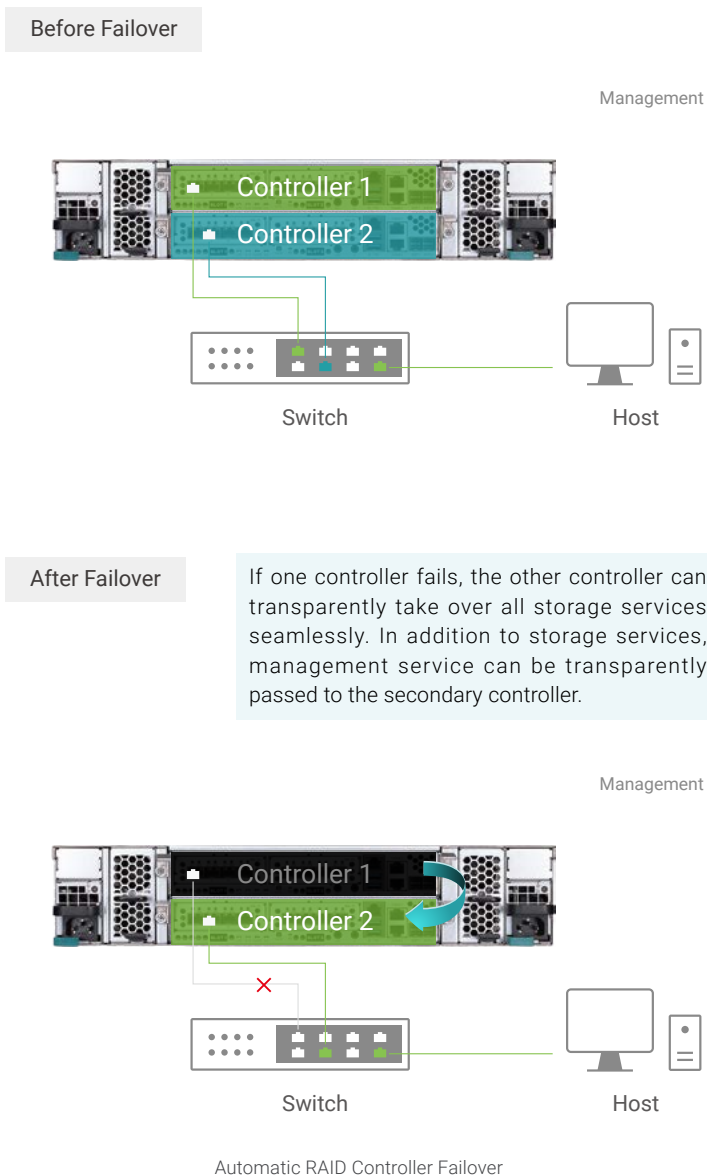 Before Failover
Management
Controller 1
Controller 2
Switch
Host
After Failover
If one controller fails, the other controller can
transparently take over all storage services
seamlessly. In addition to storage services,
management service can be transparently
passed to the secondary controller.
Management
Controller 1
Controller 2
Switch
Host
Automatic RAID Controller Failover